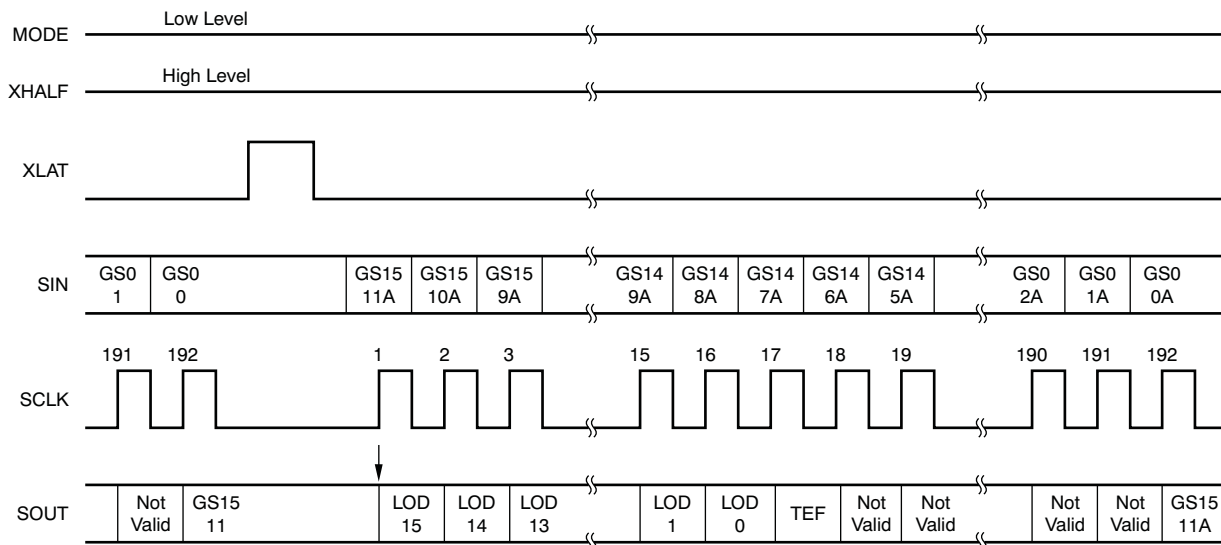 MODE
Low Level
XHALF
High Level
XLAT
SIN
GS0
1
GS0
0
GS15
11A
GS15
10A
GS15
9A
GS14
9A
GS14
8A
GS14
7A
GS14
6A
GS14
5A
GS0
2A
GS0
1A
GS0
0A
SCLK
191
192
1
2
3
15
16
17
18
19
190
191
192
SOUT
Not
Valid
GS15
11
LOD
15
LOD
14
LOD
13
LOD
1
LOD
0
TEF
Not
Valid
Not
Valid
Not
Valid
Not
Valid
GS15
11A